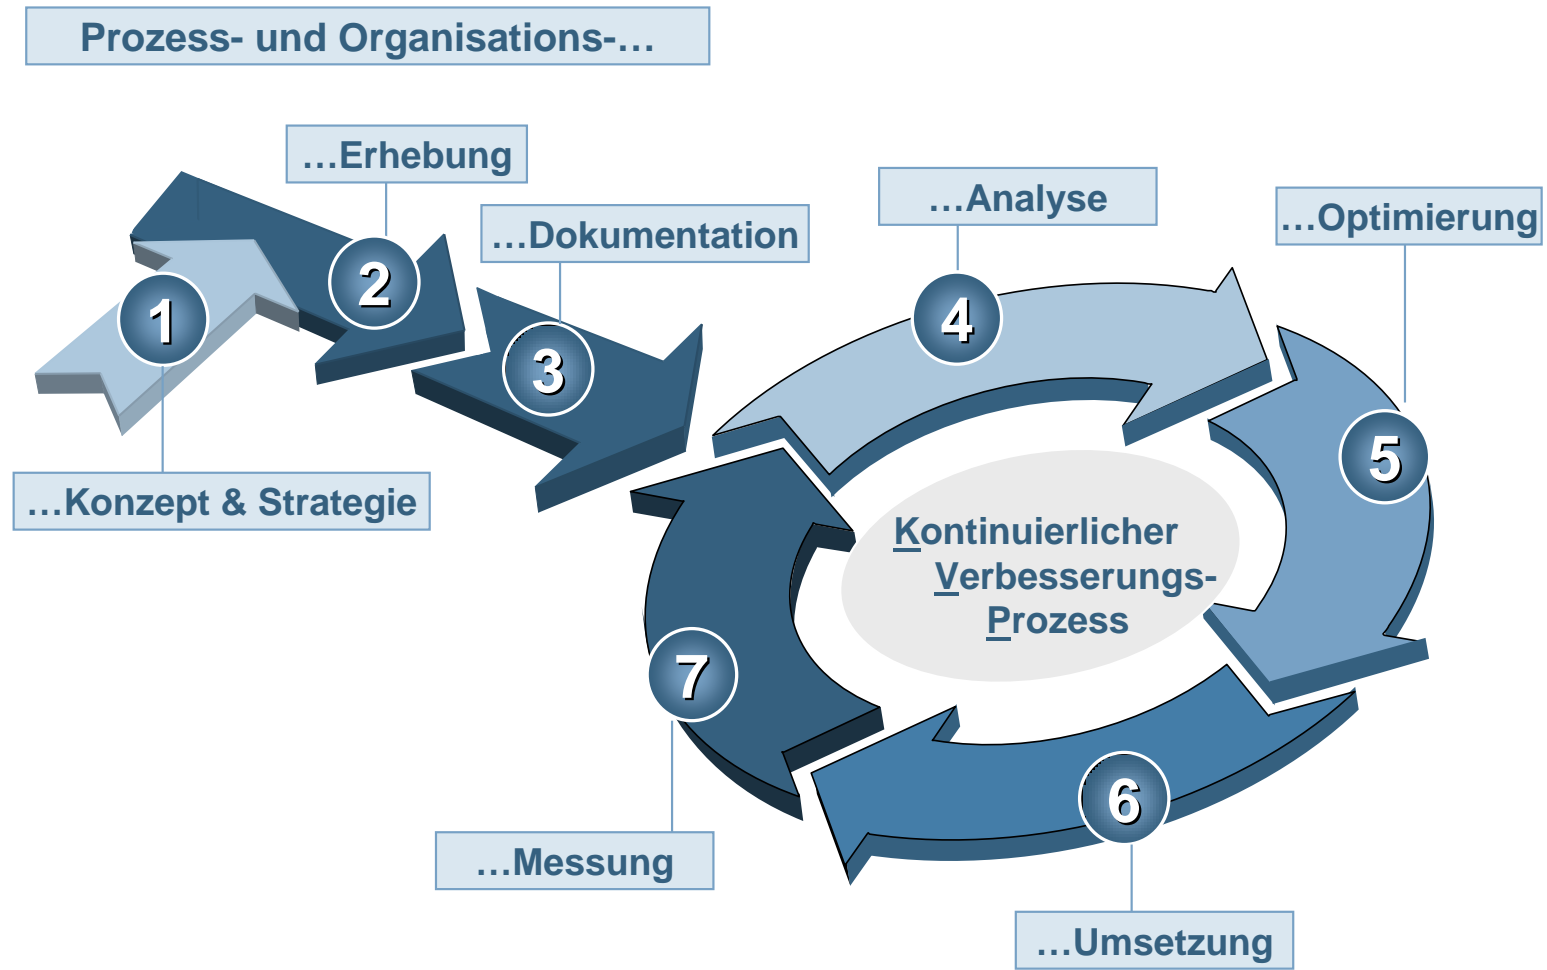 Prozess- und Organisations-…
…Erhebung
…Dokumentation
…Analyse
…Optimierung
1
2
3
4
5
…Konzept & Strategie
Kontinuierlicher
Verbesserungs-
Prozess
7
6
…Messung
…Umsetzung